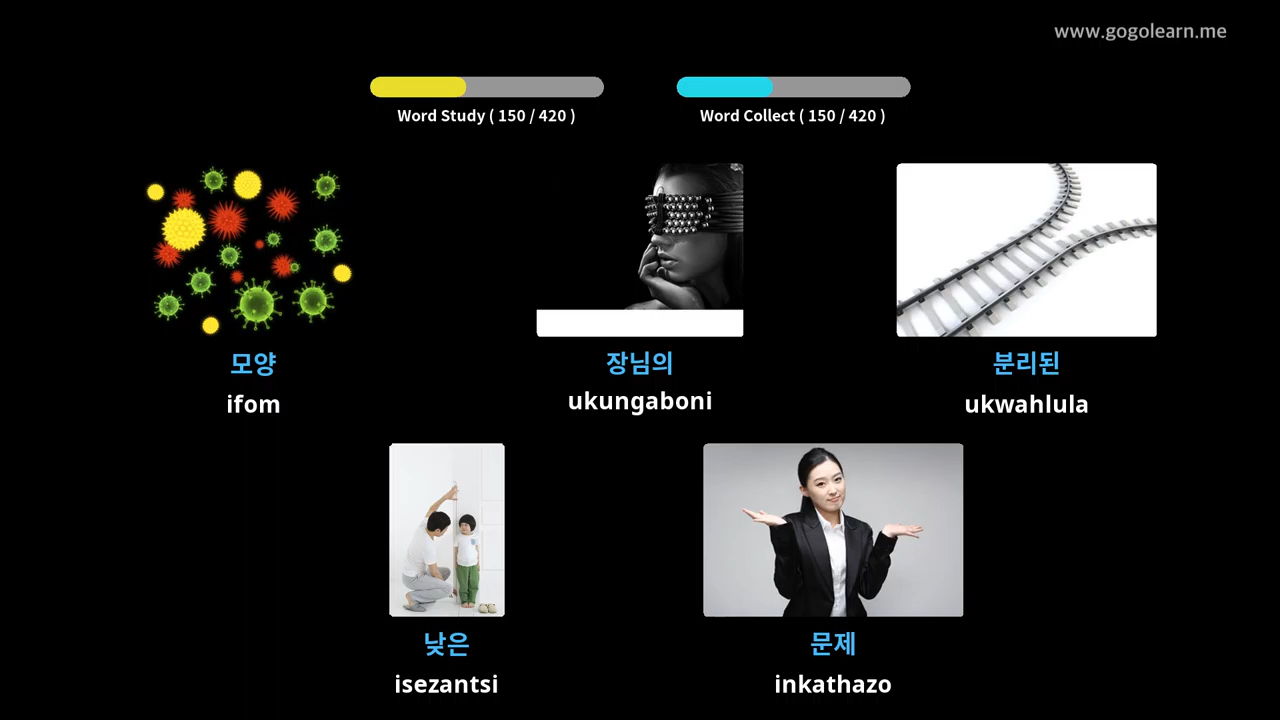 www.gogolearn.me
Word Study ( 150 / 420 )
Word Collect ( 150 / 420 )
모양
ifom
장님의
ukungaboni
분리된
ukwahlula
낮은
isezantsi
문제
inkathazo